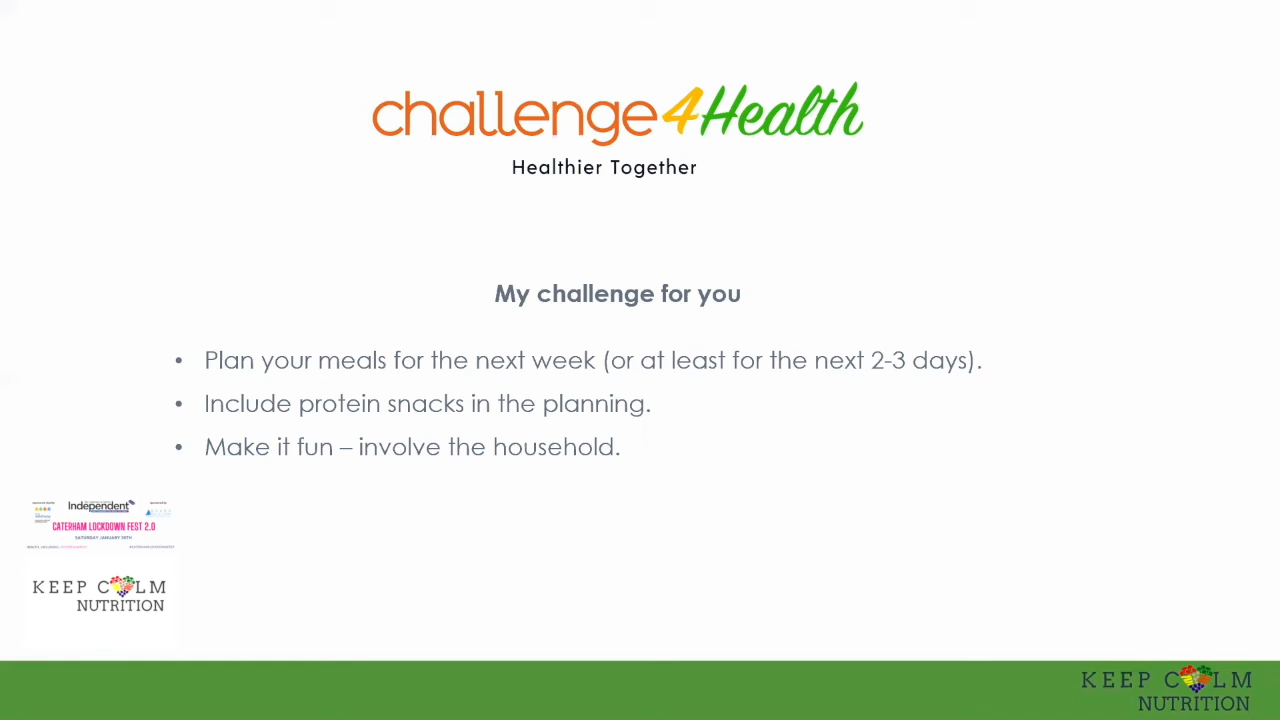 challenge4Health
Healthier Together
My challenge for you
• Plan your meals for the next week (or at least for the next 2-3 days).
• Include protein snacks in the planning.
• Make it fun – involve the household.
Independent
CATERHAM LOCKDOWN FEST 2.0
SATURDAY JANUARY 30TH
KEEP CALM
NUTRITION
KEEP CALM
NUTRITION